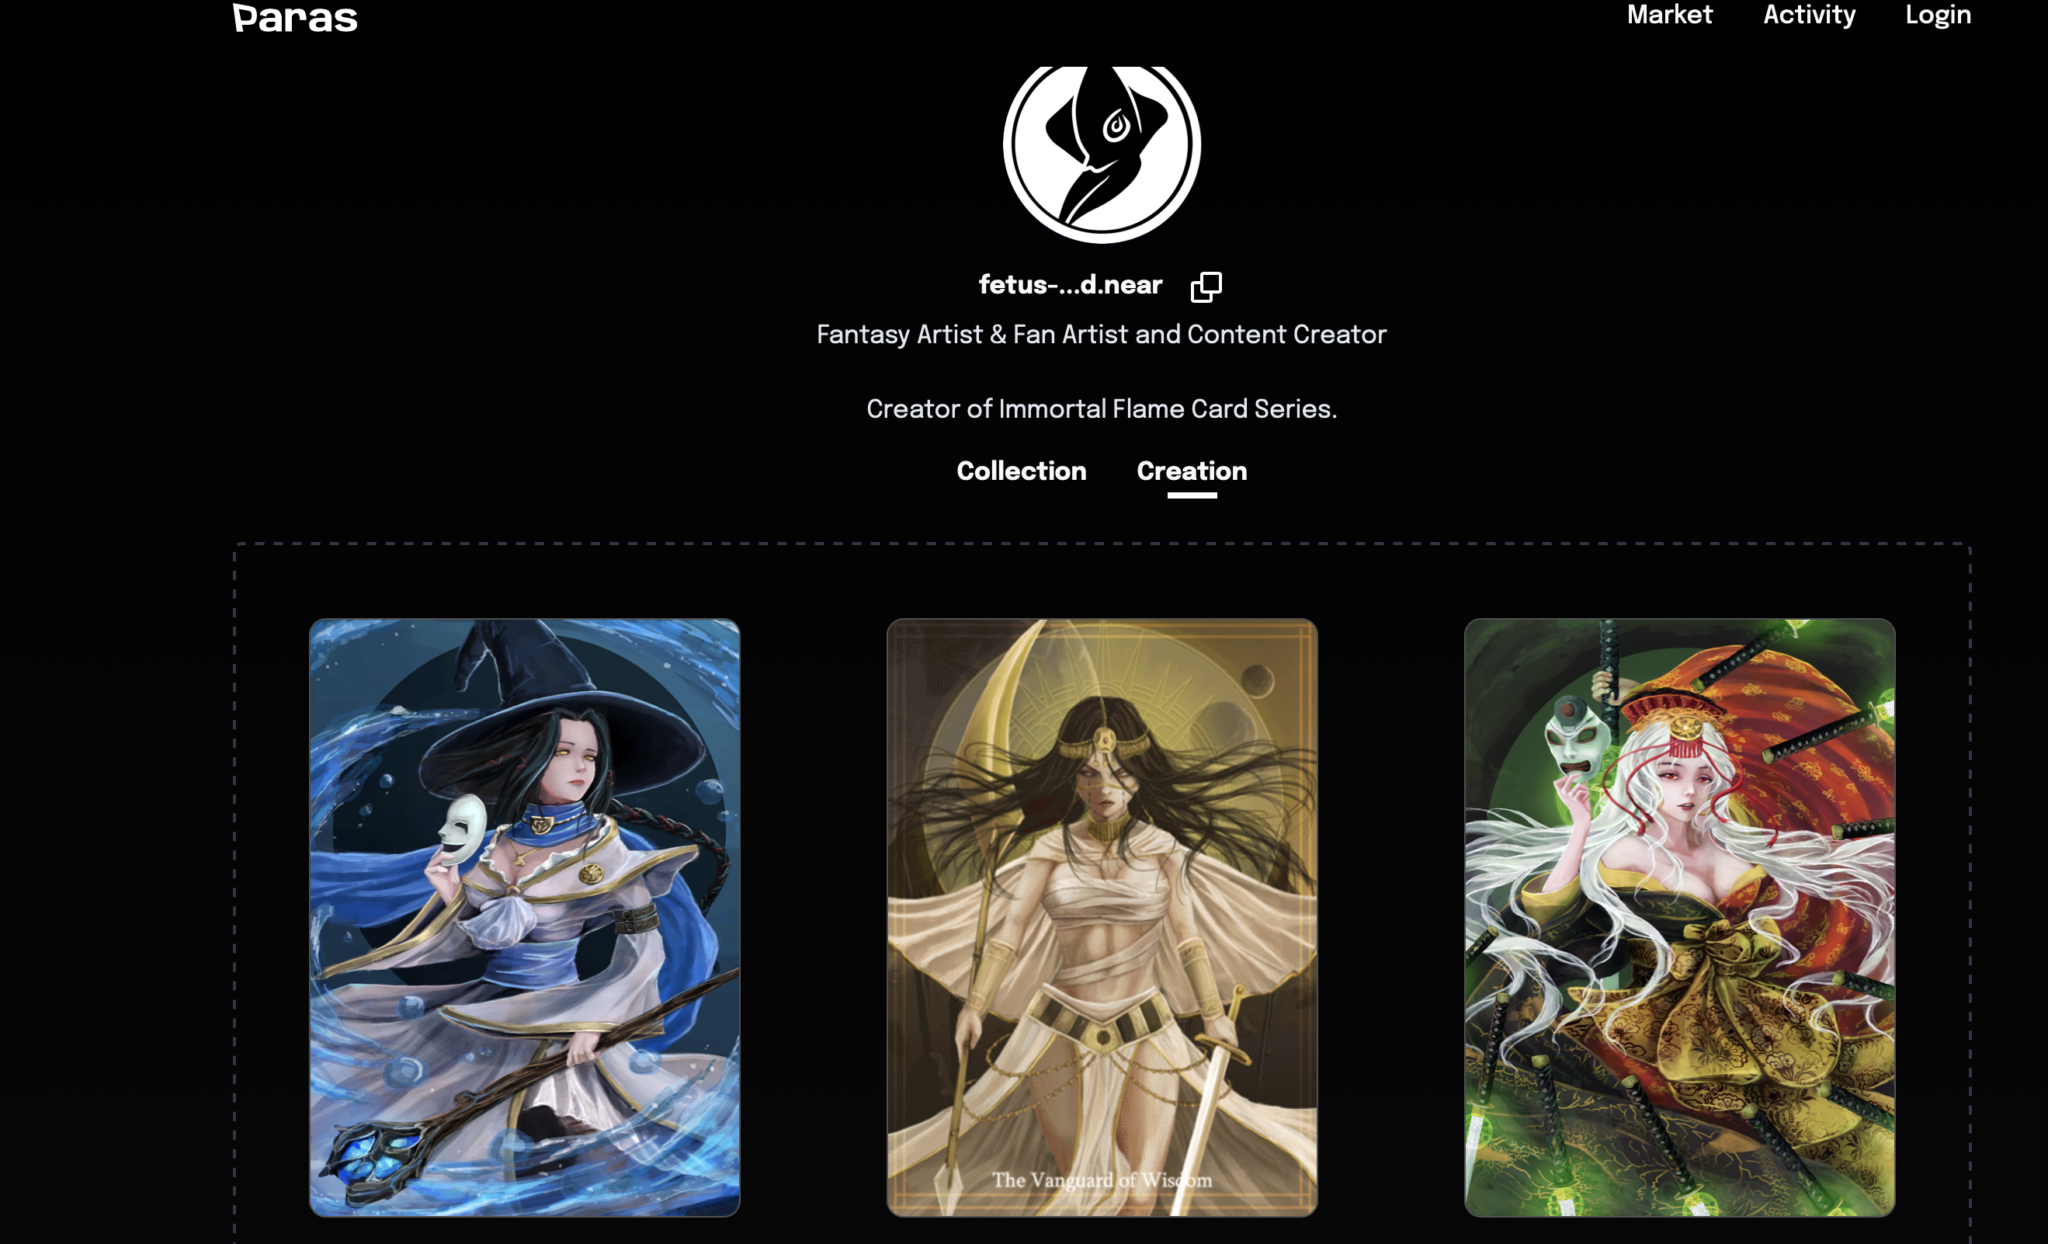 Paras
Market Activity Login
fetus-...d.near
Fantasy Artist & Fan Artist and Content Creator
Creator of Immortal Flame Card Series.
Collection Creation
The Vanguard of Wisdom